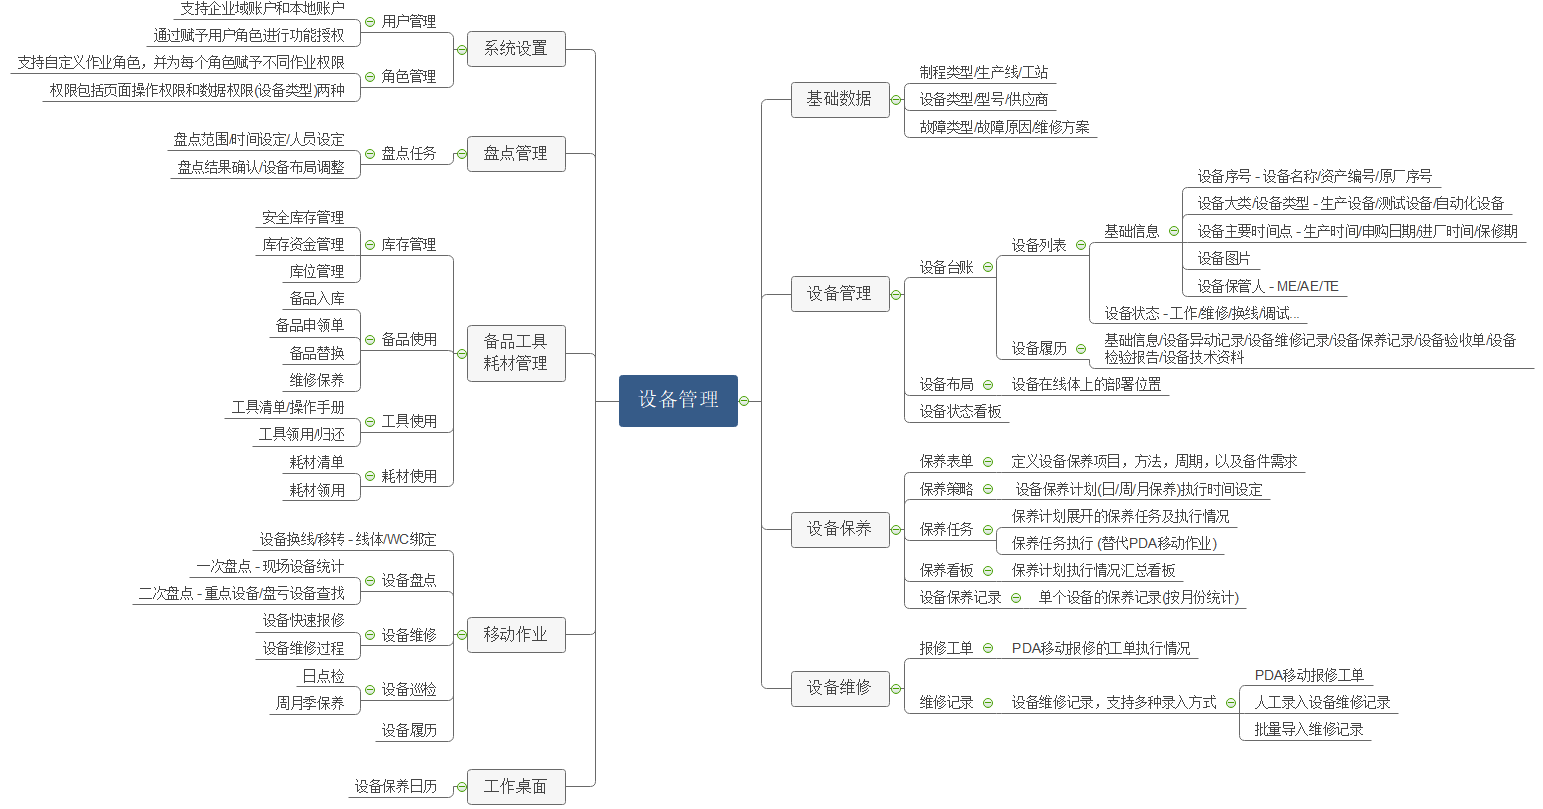 设备管理
系统设置
用户管理
支持企业域账户和本地账户
通过赋予用户角色进行功能授权
角色管理
支持自定义作业角色，并为每个角色赋予不同作业权限
权限包括页面操作权限和数据权限(设备类型)两种
盘点管理
盘点任务
盘点范围/时间设定/人员设定
盘点结果确认/设备布局调整
备品工具
耗材管理
库存管理
安全库存管理
库存资金管理
库位管理
备品使用
备品入库
备品申领单
备品替换
维修保养
工具使用
工具清单/操作手册
工具领用/归还
耗材使用
耗材清单
耗材领用
移动作业
设备换线/移转 - 线体/WC绑定
设备盘点
一次盘点 - 现场设备统计
二次盘点 - 重点设备/盘亏设备查找
设备维修
设备快速报修
设备维修过程
设备巡检
日点检
周月季保养
设备履历
工作桌面
设备保养日历
基础数据
制程类型/生产线/工站
设备类型/型号/供应商
故障类型/故障原因/维修方案
设备管理
设备台账
设备列表
基础信息
设备序号 - 设备名称/资产编号/原厂序号
设备大类/设备类型 - 生产设备/测试设备/自动化设备
设备主要时间点 - 生产时间/申购日期/进厂时间/保修期
设备图片
设备保管人 - ME/AE/TE
设备状态 - 工作/维修/换线/调试...
设备履历
基础信息/设备异动记录/设备维修记录/设备保养记录/设备验收单/设备
检验报告/设备技术资料
设备布局
设备在线体上的部署位置
设备状态看板
设备保养
保养表单
定义设备保养项目，方法，周期，以及备件需求
保养策略
设备保养计划(日/周/月保养)执行时间设定
保养任务
保养计划展开的保养任务及执行情况
保养任务执行 (替代PDA移动作业)
保养看板
保养计划执行情况汇总看板
设备保养记录
单个设备的保养记录(按月份统计)
设备维修
报修工单
PDA移动报修的工单执行情况
维修记录
设备维修记录，支持多种录入方式
PDA移动报修工单
人工录入设备维修记录
批量导入维修记录